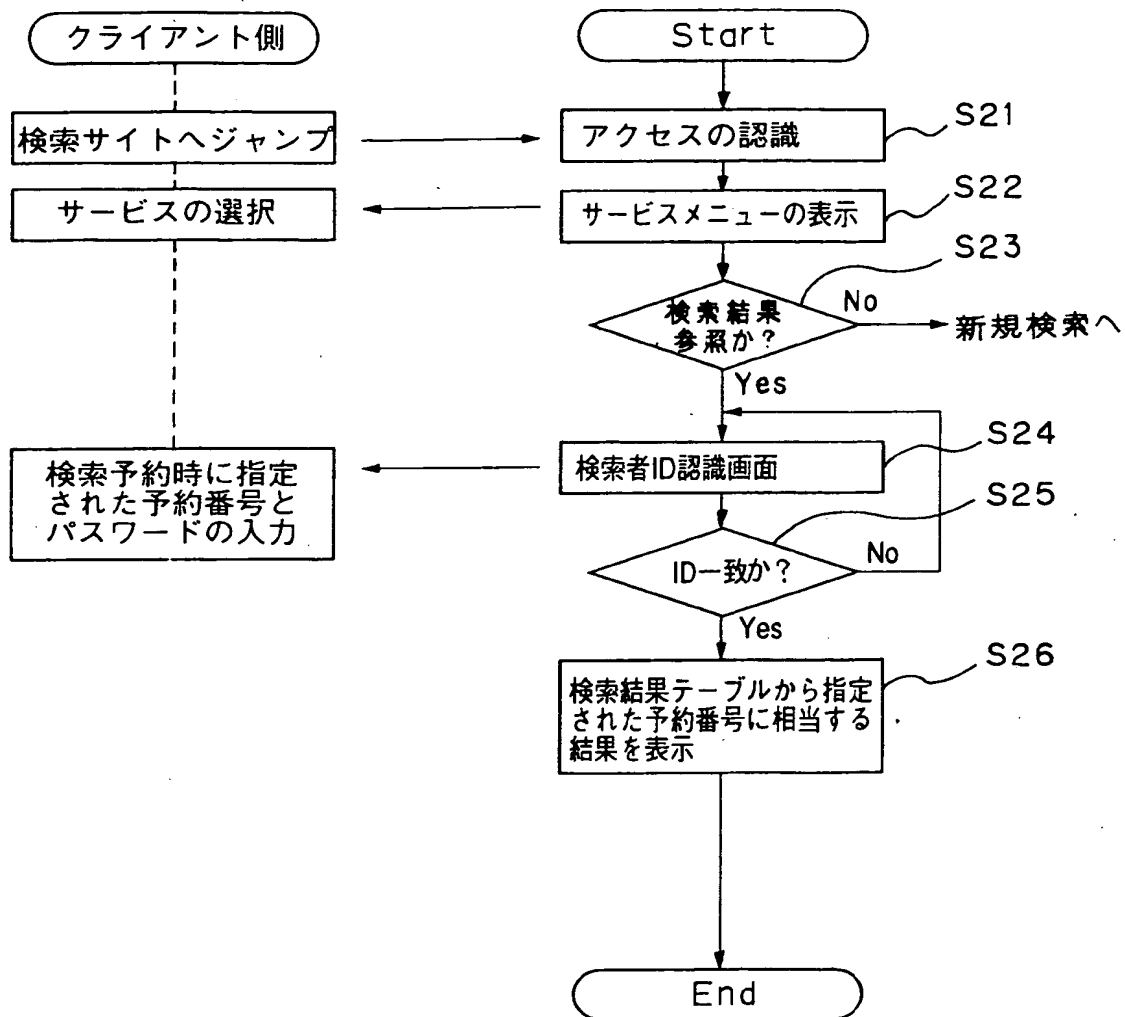 クライアント側
Start
検索サイトへジャンプ
アクセスの認識
S21
サービスの選択
サービスメニューの表示
S22
S23
検索結果
参照か？
No
新規検索へ
Yes
検索予約時に指定
された予約番号と
パスワードの入力
検索者ID認識画面
S24
S25
ID一致か？
No
Yes
S26
検索結果テーブルから指定
された予約番号に相当する
結果を表示
End